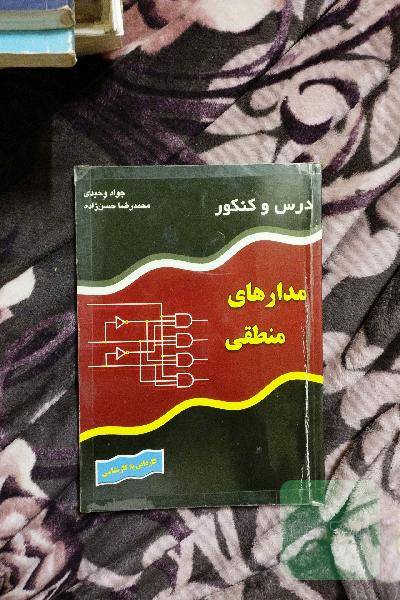 درس و کنکور
جواد وحیدی
محمدرضا حسن‌زاده
مدارهای
منطقی
کاردانی به کارشناسی